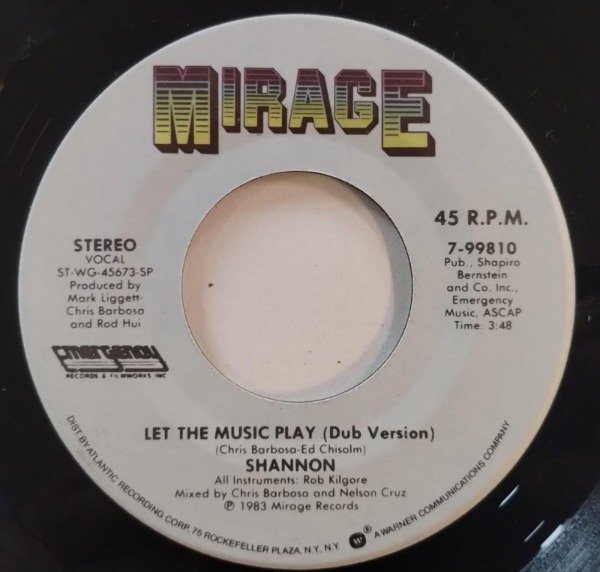 MIRAGE
45 R.P.M.
7-99810
Pub., Shapiro
Bernstein
and Co. Inc.,
Emergency
Music, ASCAP
Time: 3:48
STEREO
VOCAL
ST-WG-45673-SP
Produced by
Mark Liggett-
Chris Barbosa
and Rod Hui
Emergency
RECORDS & FILMWORKS INC
LET THE MUSIC PLAY (Dub Version)
(Chris Barbosa-Ed Chisolm)
SHANNON
All Instruments: Rob Kilgore
Mixed by Chris Barbosa and Nelson Cruz
℗ 1983 Mirage Records
DIST. BY ATLANTIC RECORDING CORP. 75 ROCKEFELLER PLAZA, N.Y., N.Y. W ® A WARNER COMMUNICATIONS COMPANY